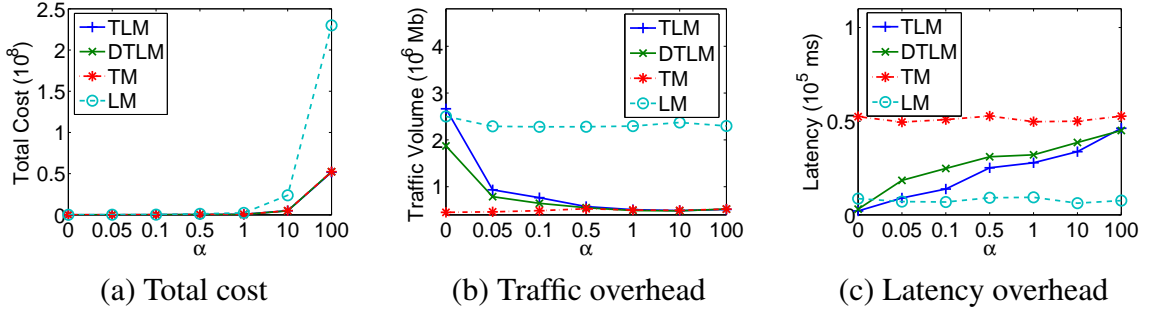 2.5
2
1.5
1
0.5
0
Total Cost (10^8)
TLM
DTLM
TM
LM
0 0.05 0.1 0.5 1 10 100
α
(a) Total cost
4
3
2
1
Traffic Volume (10^6 Mb)
TLM
DTLM
TM
LM
0 0.05 0.1 0.5 1 10 100
α
(b) Traffic overhead
1
0.5
0
Latency (10^5 ms)
TLM
DTLM
TM
LM
0 0.05 0.1 0.5 1 10 100
α
(c) Latency overhead